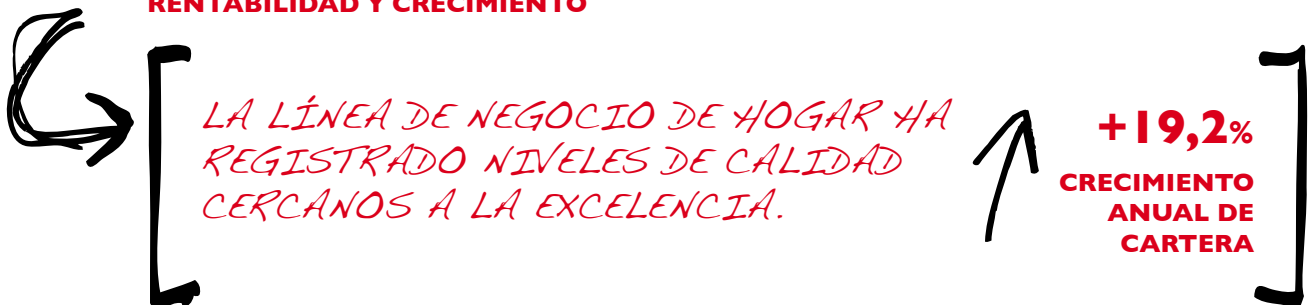 RENTABILIDAD Y CRECIMIENTO
LA LÍNEA DE NEGOCIO DE HOGAR HA
REGISTRADO NIVELES DE CALIDAD
CERCANOS A LA EXCELENCIA.
+19,2%
CRECIMIENTO
ANUAL DE
CARTERA